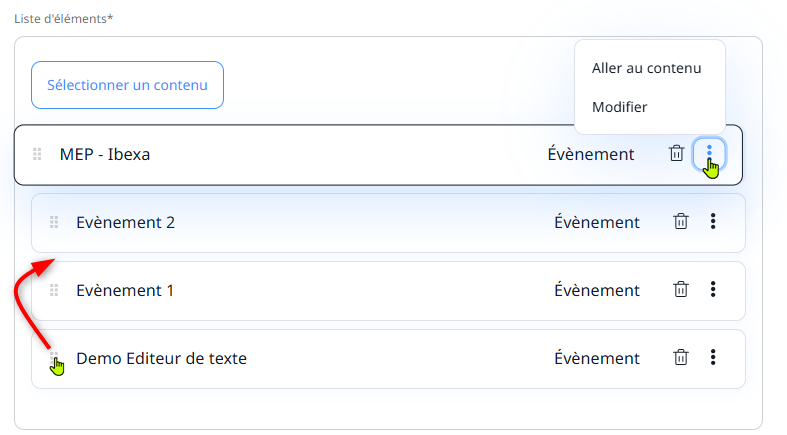 Liste d'éléments*
Sélectionner un contenu
Aller au contenu
Modifier
MEP - Ibexa Évènement
Evènement 2 Évènement
Evènement 1 Évènement
Demo Editeur de texte Évènement